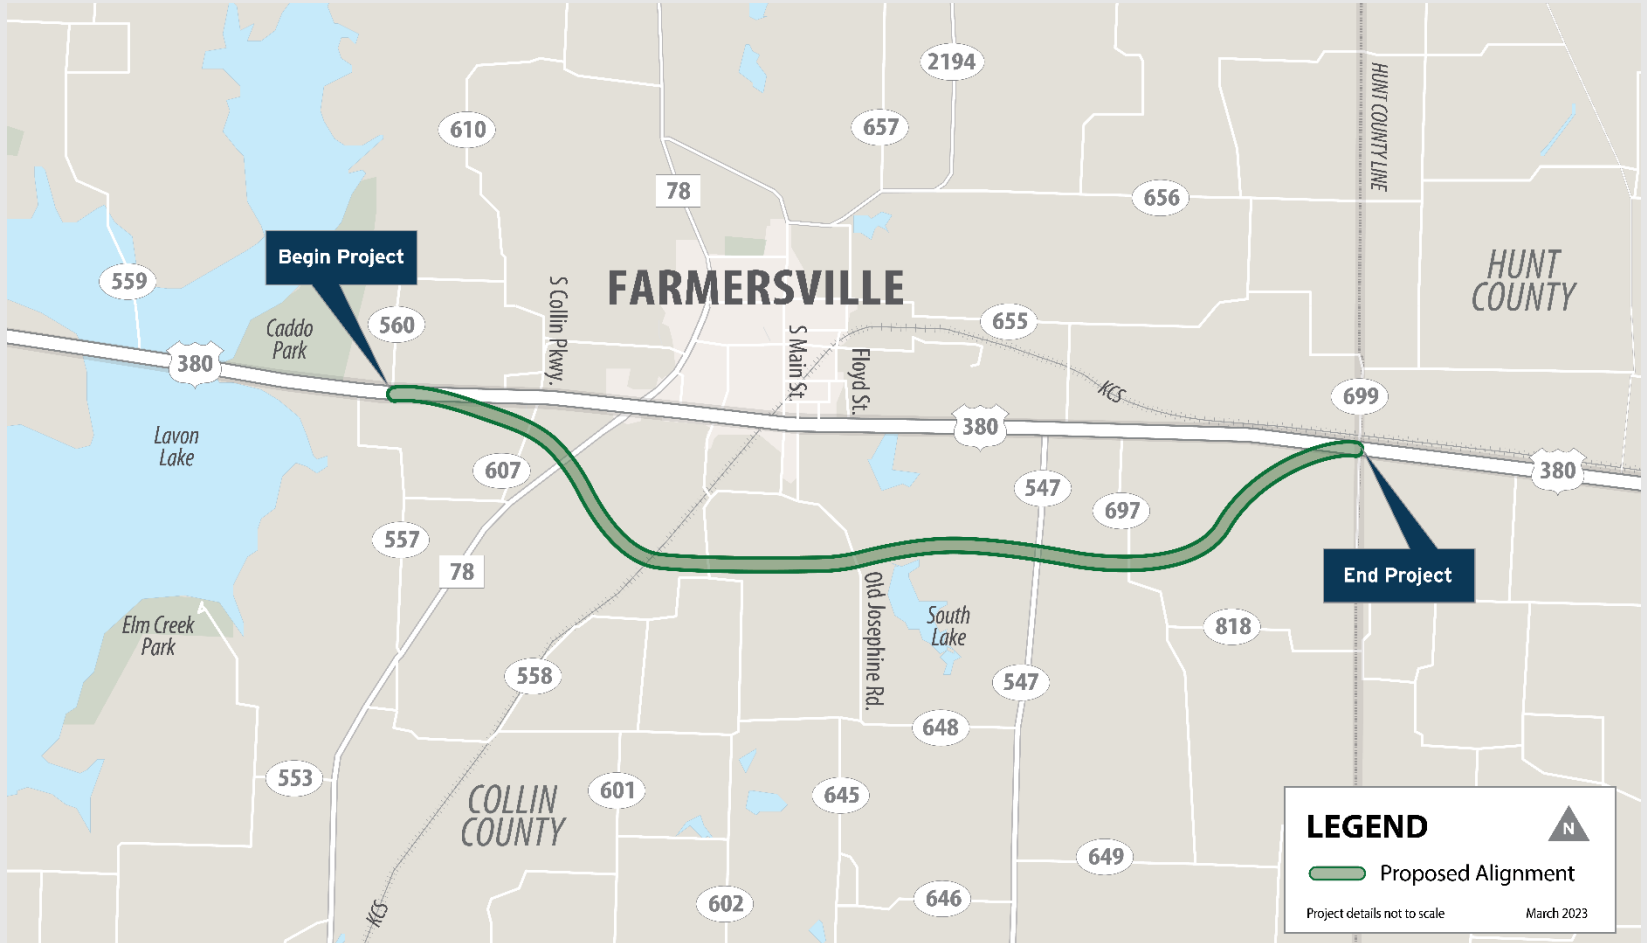 2194
HUNT COUNTY LINE
610
657
78
656
Begin Project
559
S Collin Pkwy.
FARMERSVILLE
HUNT
COUNTY
Caddo
Park
560
655
380
S Main St.
Floyd St.
KCS
699
Lavon
Lake
380
607
547
697
380
557
78
End Project
Elm Creek
Park
Old Josephine Rd.
South
Lake
818
558
547
648
553
COLLIN
COUNTY
601
645
649
602
646
KCS
LEGEND
N
Proposed Alignment
Project details not to scale
March 2023